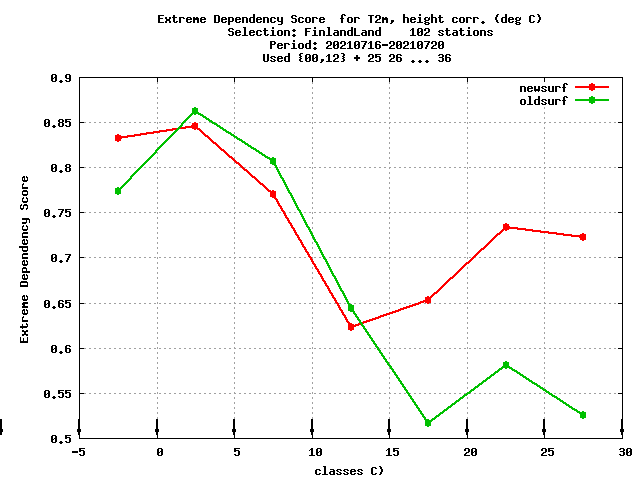 Extreme Dependency Score  for T2m, height corr. (deg C)
Selection: FinlandLand    102 stations
Period: 20210716-20210720
Used {00,12} + 25 26 ... 36
newsurf
oldsurf
Extreme Dependency Score
0.9
0.85
0.8
0.75
0.7
0.65
0.6
0.55
0.5
-5 0 5 10 15 20 25 30
classes C)